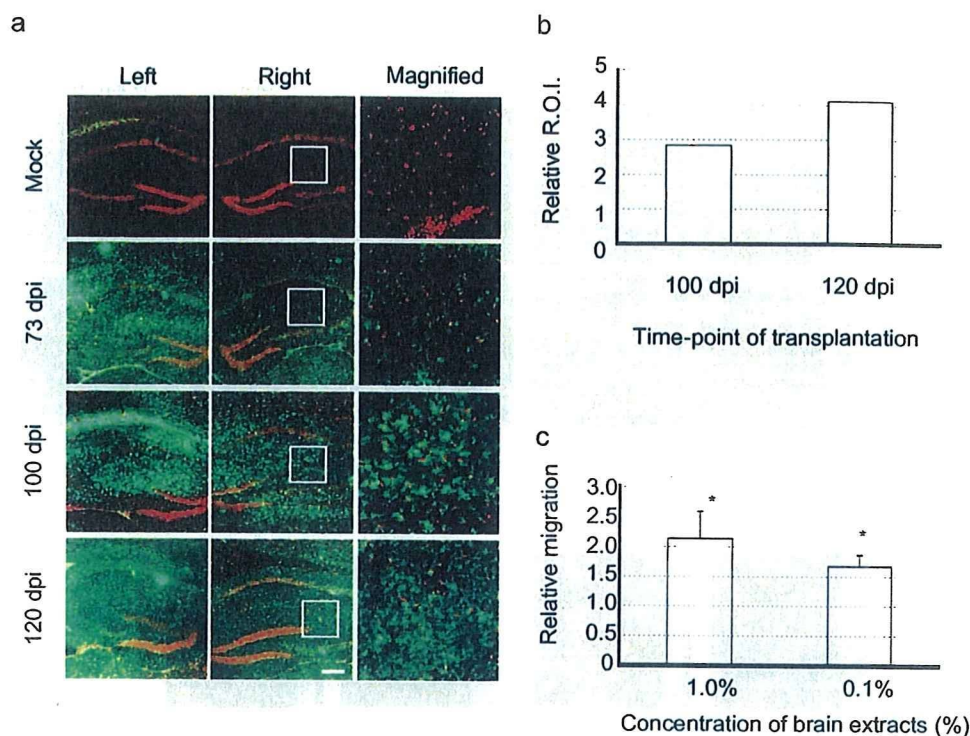 a
Left Right Magnified
Mock
73 dpi
100 dpi
120 dpi
b
Relative R.O.I.
5
4
3
2
1
0
100 dpi 120 dpi
Time-point of transplantation
c
Relative migration
3.0
2.5
2.0
1.5
1.0
0.5
0
* *
1.0% 0.1%
Concentration of brain extracts (%)